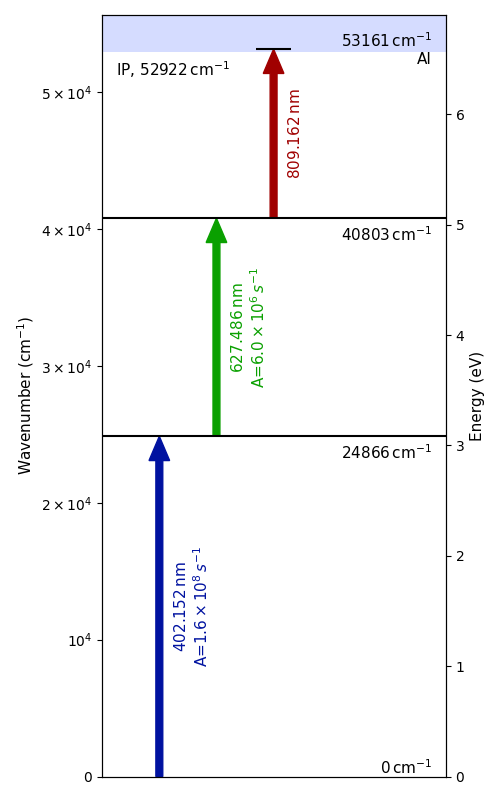 53161 cm⁻¹
AI
IP, 52922 cm⁻¹
809.162 nm
40803 cm⁻¹
627.486 nm
A=6.0 × 10⁶ s⁻¹
24866 cm⁻¹
402.152 nm
A=1.6 × 10⁸ s⁻¹
0 cm⁻¹
Wavenumber (cm⁻¹)
5 × 10⁴
4 × 10⁴
3 × 10⁴
2 × 10⁴
10⁴
0
Energy (eV)
6
5
4
3
2
1
0